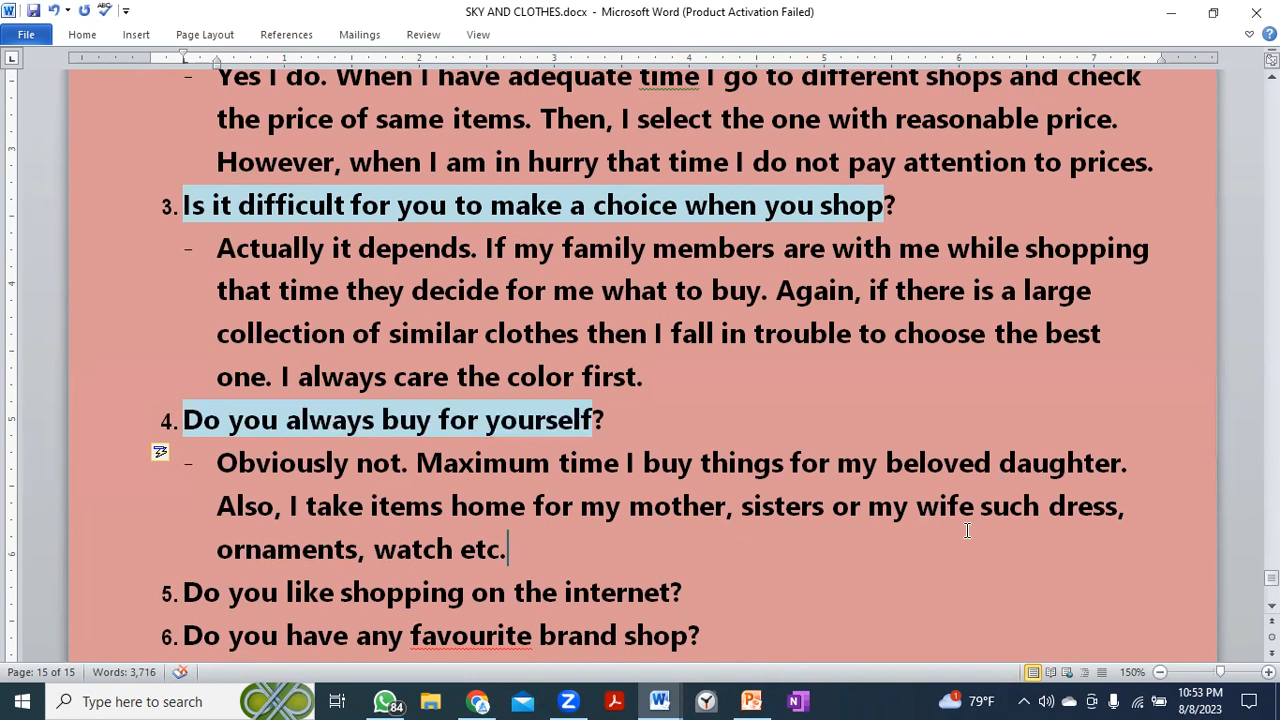 SKY AND CLOTHES.docx - Microsoft Word (Product Activation Failed)
File Home Insert Page Layout References Mailings Review View
1 2 3 4 5 6 7
Yes I do. When I have adequate time I go to different shops and check
the price of same items. Then, I select the one with reasonable price.
However, when I am in hurry that time I do not pay attention to prices.
3. Is it difficult for you to make a choice when you shop?
- Actually it depends. If my family members are with me while shopping
that time they decide for me what to buy. Again, if there is a large
collection of similar clothes then I fall in trouble to choose the best
one. I always care the color first.
4. Do you always buy for yourself?
- Obviously not. Maximum time I buy things for my beloved daughter.
Also, I take items home for my mother, sisters or my wife such dress,
ornaments, watch etc.
5. Do you like shopping on the internet?
6. Do you have any favourite brand shop?
Page: 15 of 15 Words: 3,716 150%
Type here to search 84 1 79°F 10:53 PM
8/8/2023